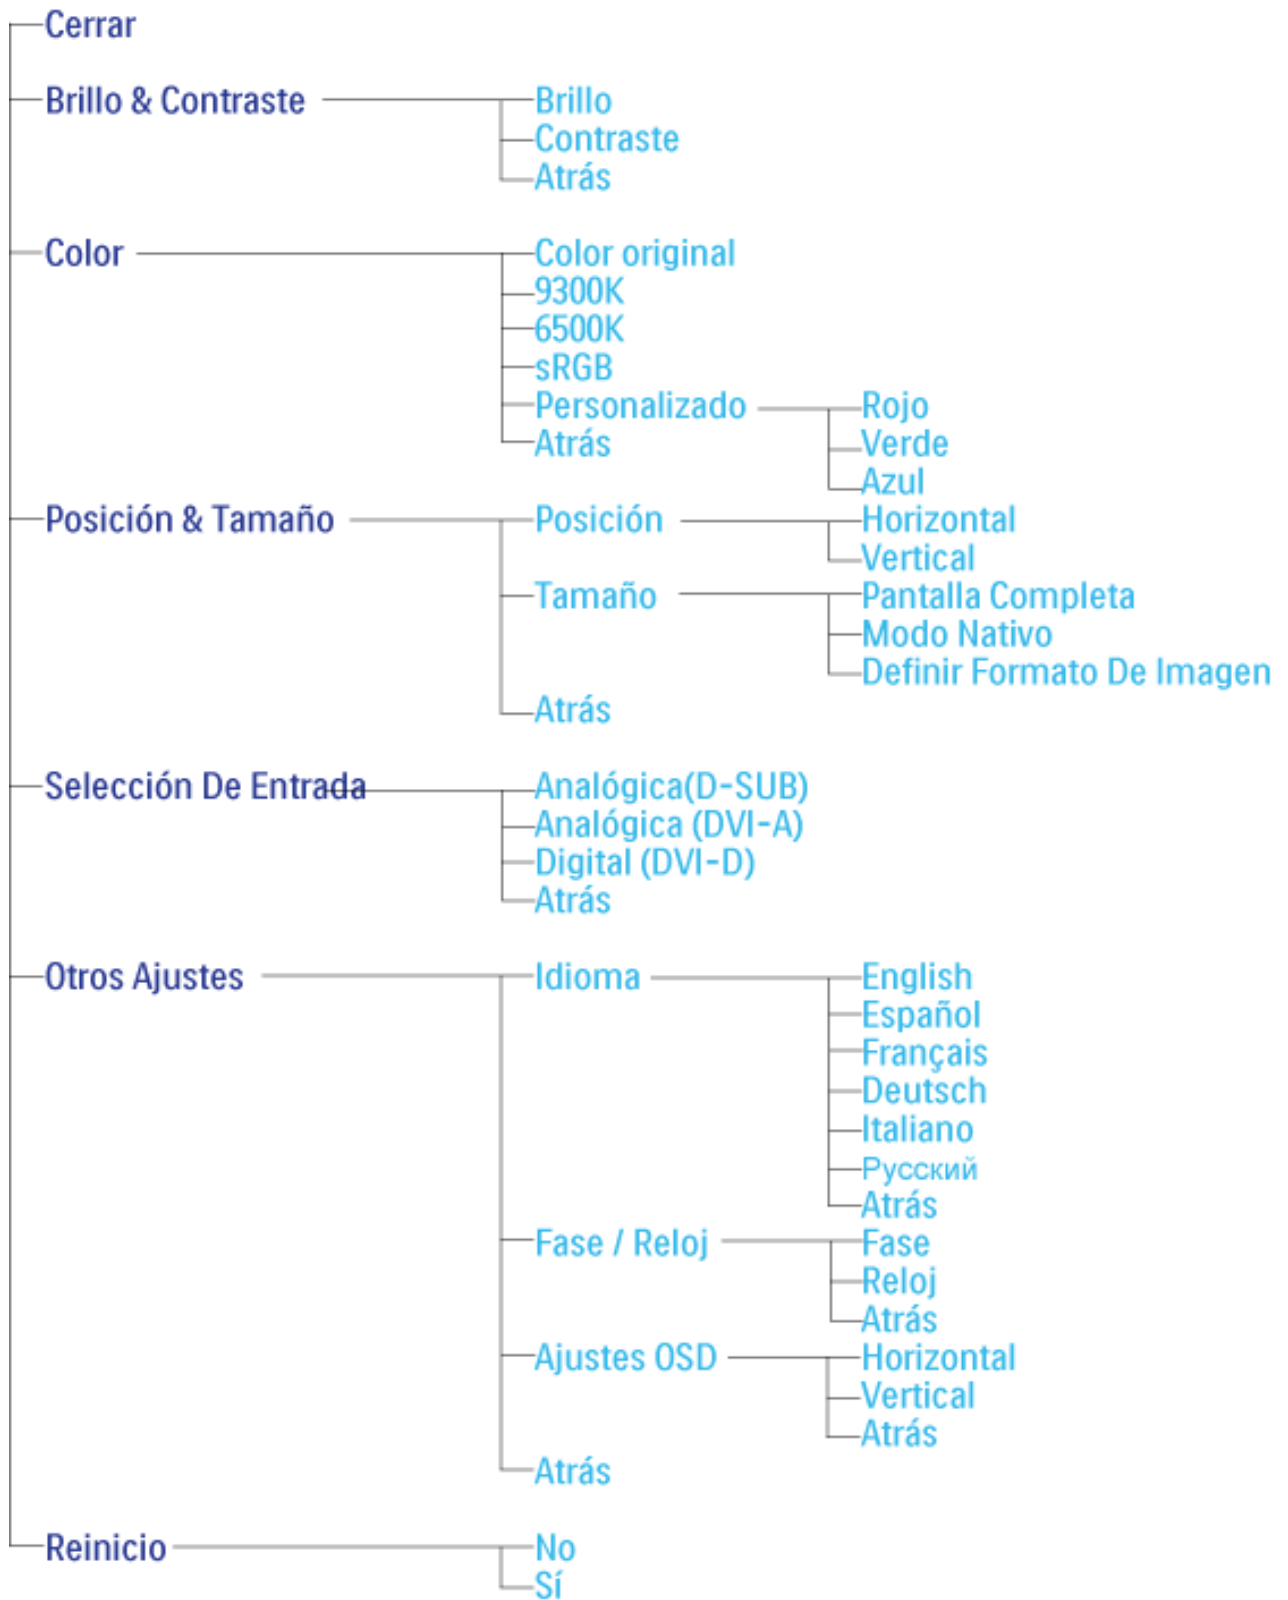 Cerrar
Brillo & Contraste
Brillo
Contraste
Atrás
Color
Color original
9300K
6500K
sRGB
Personalizado
Rojo
Atrás
Verde
Azul
Posición & Tamaño
Posición
Horizontal
Vertical
Tamaño
Pantalla Completa
Modo Nativo
Definir Formato De Imagen
Atrás
Selección De Entrada
Analógica(D-SUB)
Analógica (DVI-A)
Digital (DVI-D)
Atrás
Otros Ajustes
Idioma
English
Español
Français
Deutsch
Italiano
Русский
Atrás
Fase / Reloj
Fase
Reloj
Atrás
Ajustes OSD
Horizontal
Vertical
Atrás
Atrás
Reinicio
No
Sí